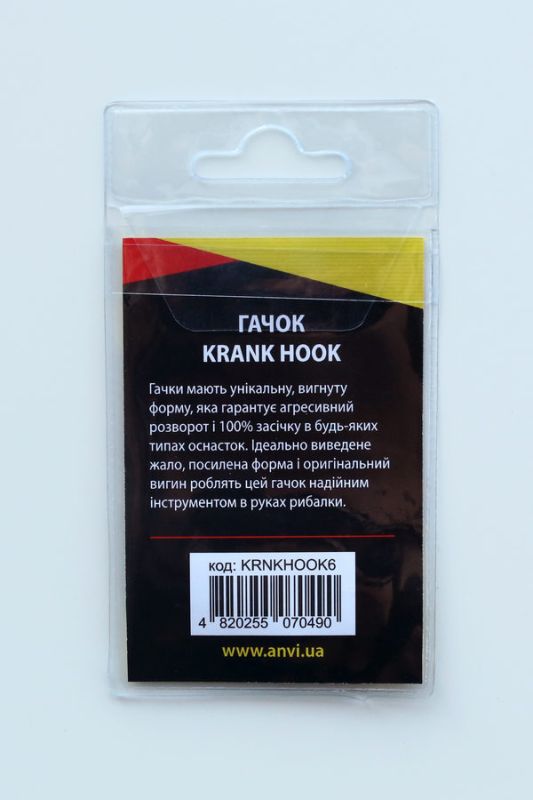 ГАЧОК
KRANK HOOK
Гачки мають унікальну, вигнуту
форму, яка гарантує агресивний
розворот і 100% засічку в будь-яких
типах оснасток. Ідеально виведене
жало, посилена форма і оригінальний
вигин роблять цей гачок надійним
інструментом в руках рибалки.
код: KRNKHOOK6
4 820255 070490
www.anvi.ua